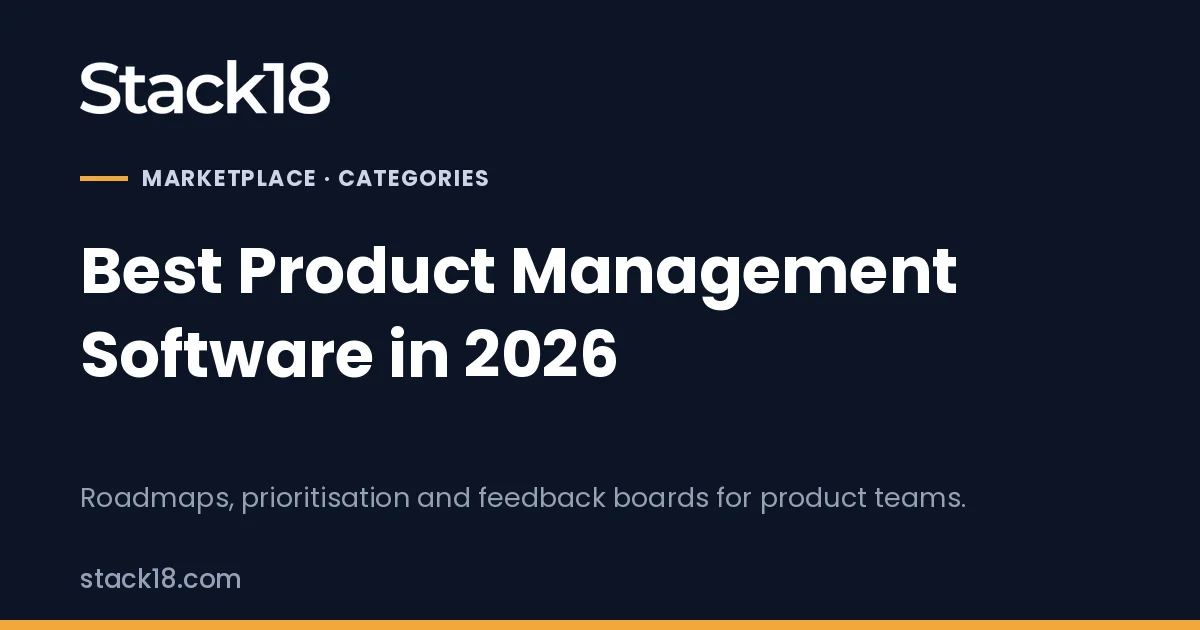 Stack18
MARKETPLACE · CATEGORIES
Best Product Management
Software in 2026
Roadmaps, prioritisation and feedback boards for product teams.
stack18.com